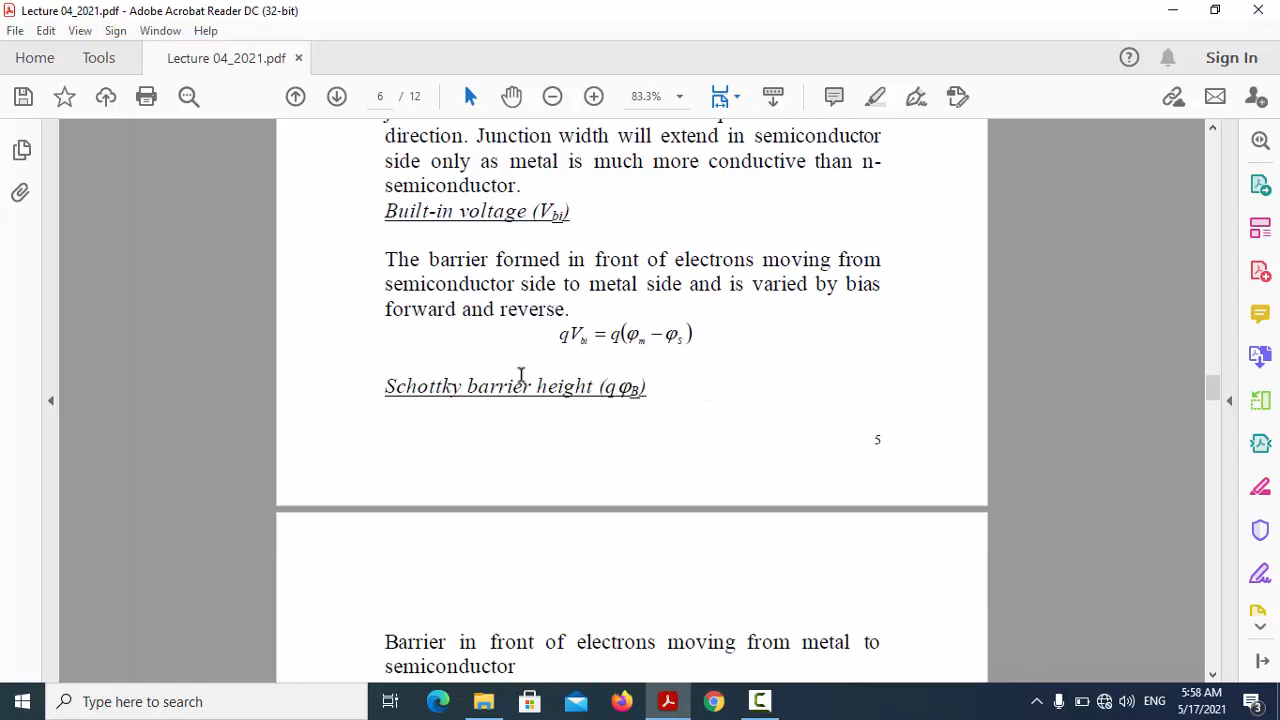 Lecture 04_2021.pdf - Adobe Acrobat Reader DC (32-bit)
File Edit View Sign Window Help
Home Tools Lecture 04_2021.pdf × Sign In
6 / 12 83.3%
direction. Junction width will extend in semiconductor
side only as metal is much more conductive than n-
semiconductor.
Built-in voltage (Vbi)
The barrier formed in front of electrons moving from
semiconductor side to metal side and is varied by bias
forward and reverse.
qVbi = q(φm − φS)
Schottky barrier height (qφB)
5
Barrier in front of electrons moving from metal to
semiconductor
Type here to search
ENG
5:58 AM
5/17/2021
3